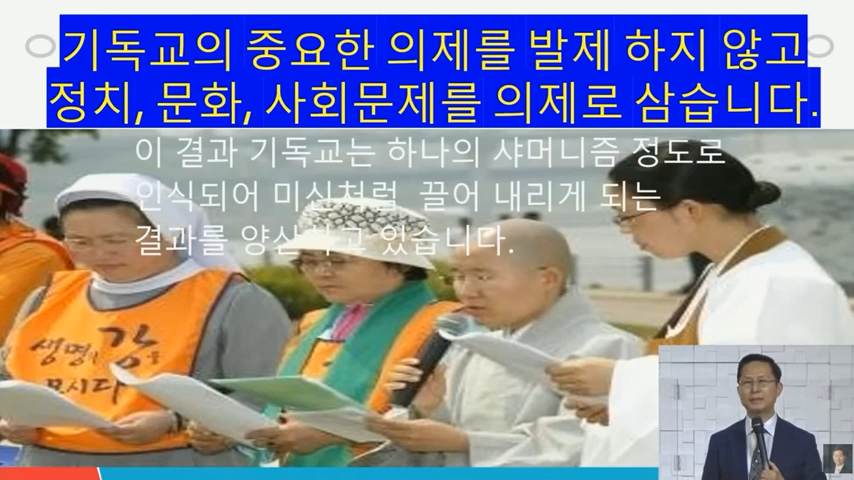 기독교의 중요한 의제를 발제 하지 않고
정치, 문화, 사회문제를 의제로 삼습니다.
이 결과 기독교는 하나의 샤머니즘 정도로
인식되어 미신처럼 끌어 내리게 되는
결과를 양산하고 있습니다.
생명의 강을
모시다